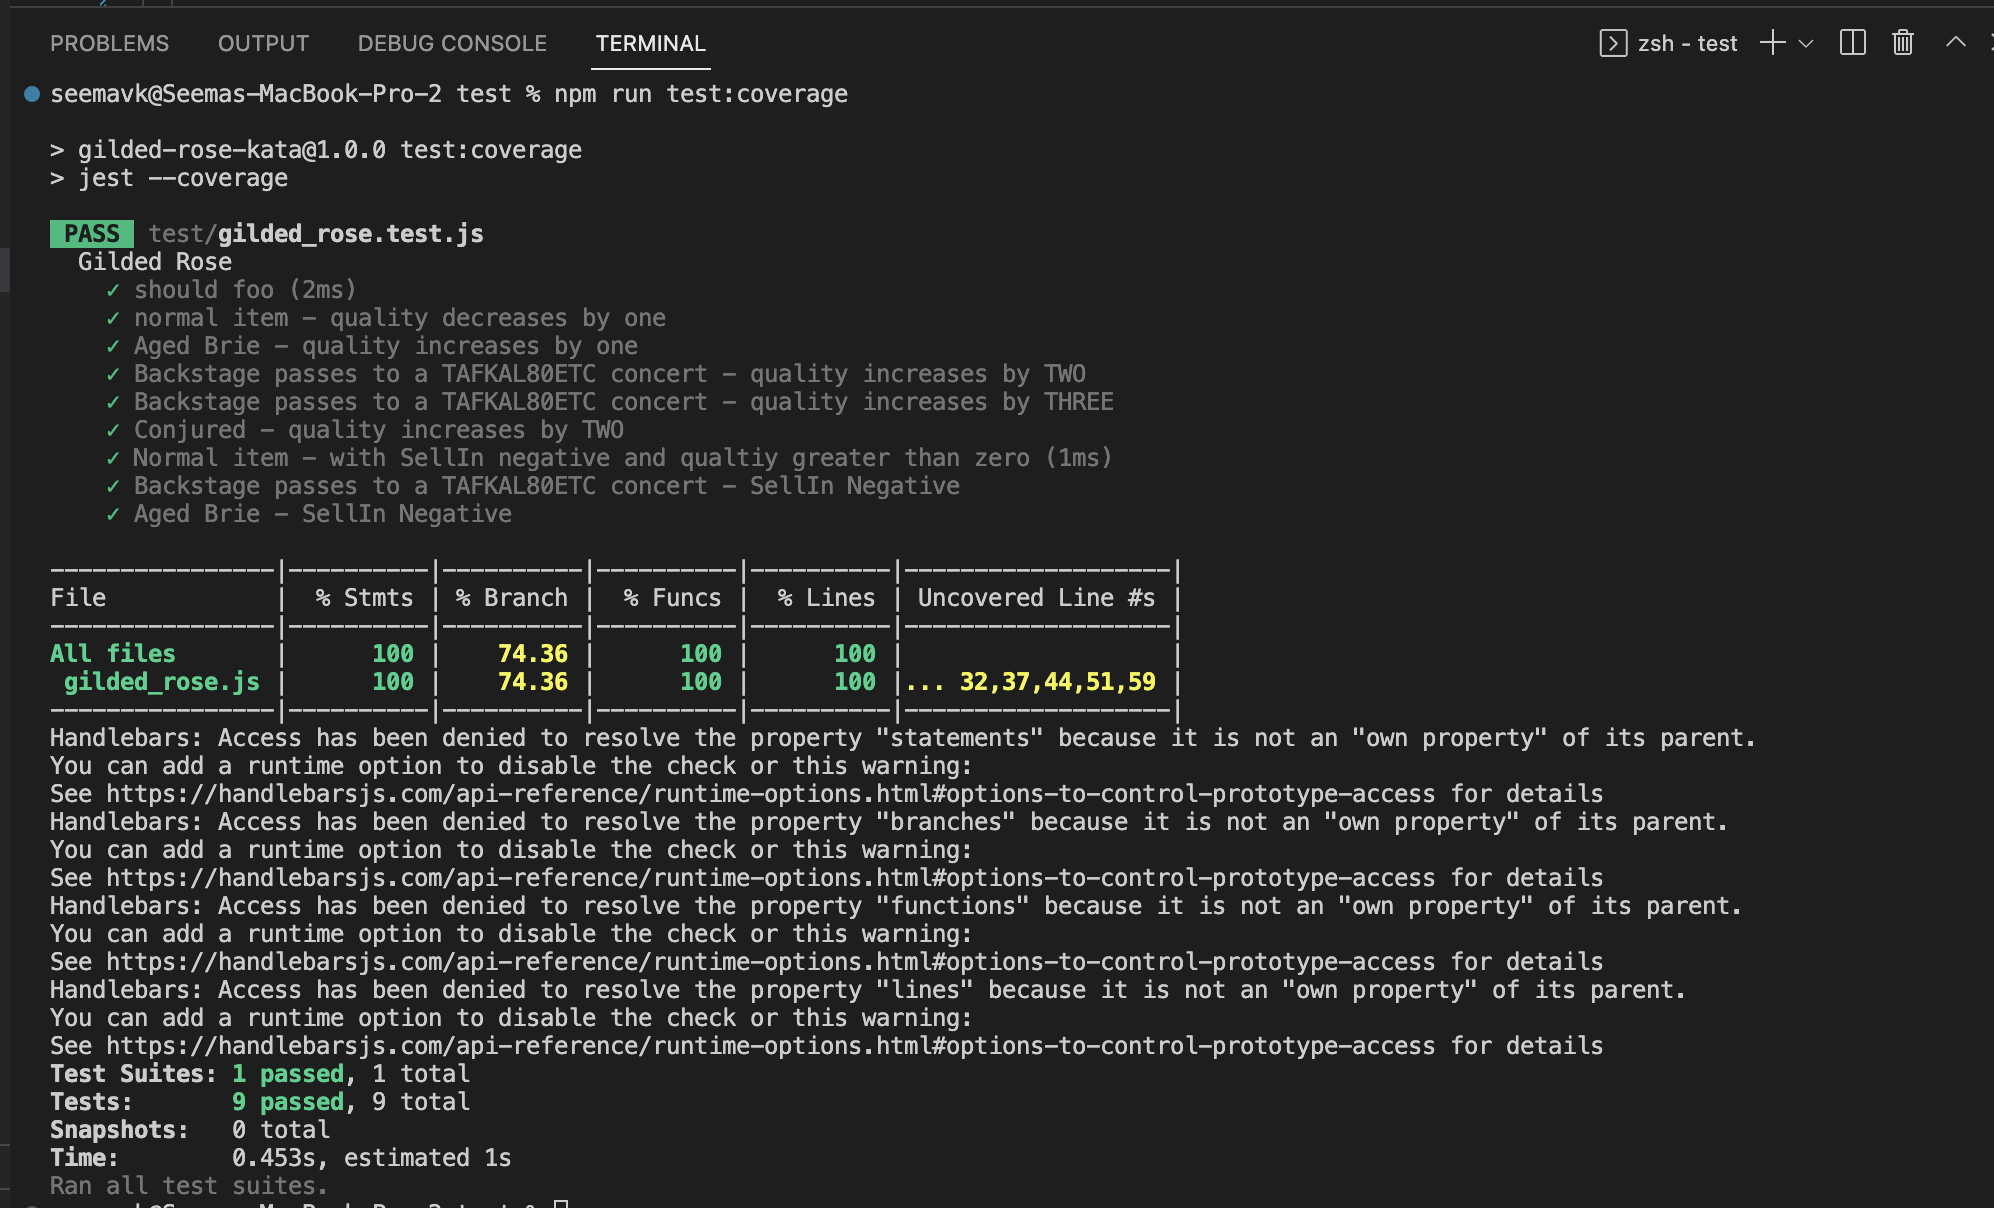 PROBLEMS OUTPUT DEBUG CONSOLE TERMINAL zsh - test
seemavk@Seemas-MacBook-Pro-2 test % npm run test:coverage
> gilded-rose-kata@1.0.0 test:coverage
> jest --coverage
PASS test/gilded_rose.test.js
Gilded Rose
✓ should foo (2ms)
✓ normal item - quality decreases by one
✓ Aged Brie - quality increases by one
✓ Backstage passes to a TAFKAL80ETC concert - quality increases by TWO
✓ Backstage passes to a TAFKAL80ETC concert - quality increases by THREE
✓ Conjured - quality increases by TWO
✓ Normal item - with SellIn negative and qualtiy greater than zero (1ms)
✓ Backstage passes to a TAFKAL80ETC concert - SellIn Negative
✓ Aged Brie - SellIn Negative
----------------|----------|----------|----------|----------|-------------------|
File | % Stmts | % Branch | % Funcs | % Lines | Uncovered Line #s |
----------------|----------|----------|----------|----------|-------------------|
All files | 100 | 74.36 | 100 | 100 | |
gilded_rose.js | 100 | 74.36 | 100 | 100 |... 32,37,44,51,59 |
----------------|----------|----------|----------|----------|-------------------|
Handlebars: Access has been denied to resolve the property "statements" because it is not an "own property" of its parent.
You can add a runtime option to disable the check or this warning:
See https://handlebarsjs.com/api-reference/runtime-options.html#options-to-control-prototype-access for details
Handlebars: Access has been denied to resolve the property "branches" because it is not an "own property" of its parent.
You can add a runtime option to disable the check or this warning:
See https://handlebarsjs.com/api-reference/runtime-options.html#options-to-control-prototype-access for details
Handlebars: Access has been denied to resolve the property "functions" because it is not an "own property" of its parent.
You can add a runtime option to disable the check or this warning:
See https://handlebarsjs.com/api-reference/runtime-options.html#options-to-control-prototype-access for details
Handlebars: Access has been denied to resolve the property "lines" because it is not an "own property" of its parent.
You can add a runtime option to disable the check or this warning:
See https://handlebarsjs.com/api-reference/runtime-options.html#options-to-control-prototype-access for details
Test Suites: 1 passed, 1 total
Tests: 9 passed, 9 total
Snapshots: 0 total
Time: 0.453s, estimated 1s
Ran all test suites.